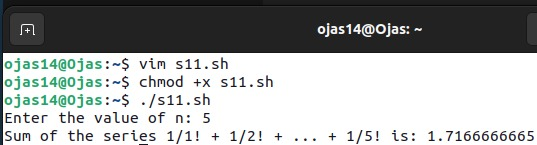 ojas14@Ojas: ~
ojas14@Ojas:~$ vim s11.sh
ojas14@Ojas:~$ chmod +x s11.sh
ojas14@Ojas:~$ ./s11.sh
Enter the value of n: 5
Sum of the series 1/1! + 1/2! + ... + 1/5! is: 1.7166666665